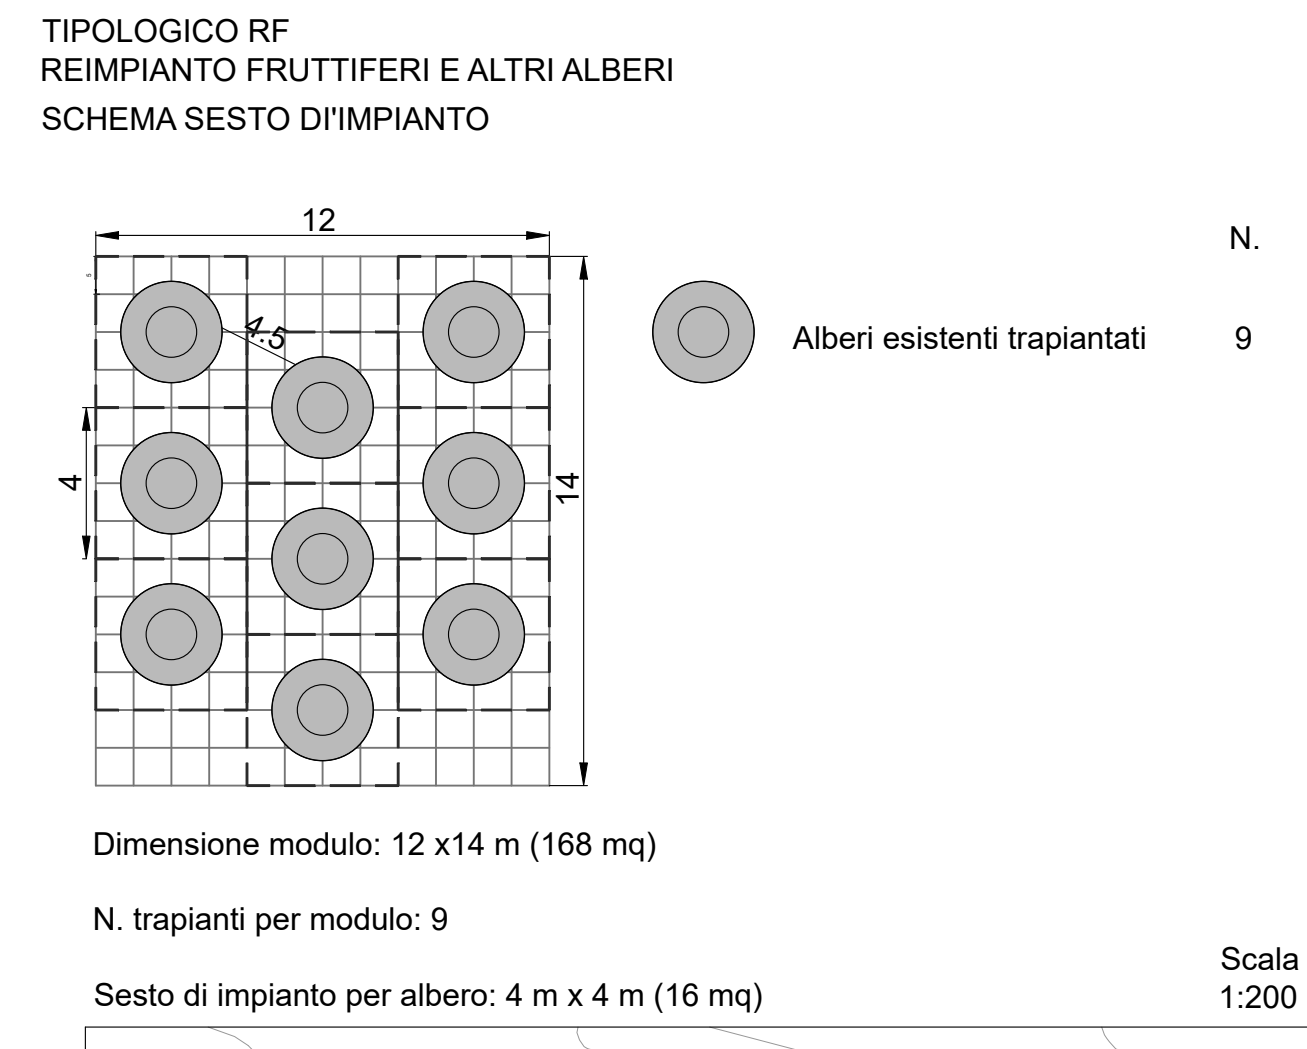 TIPOLOGICO RF
REIMPIANTO FRUTTIFERI E ALTRI ALBERI
SCHEMA SESTO DI'IMPIANTO
12
N.
5
4.5
Alberi esistenti trapiantati 9
4
14
Dimensione modulo: 12 x14 m (168 mq)
N. trapianti per modulo: 9
Sesto di impianto per albero: 4 m x 4 m (16 mq)
Scala
1:200